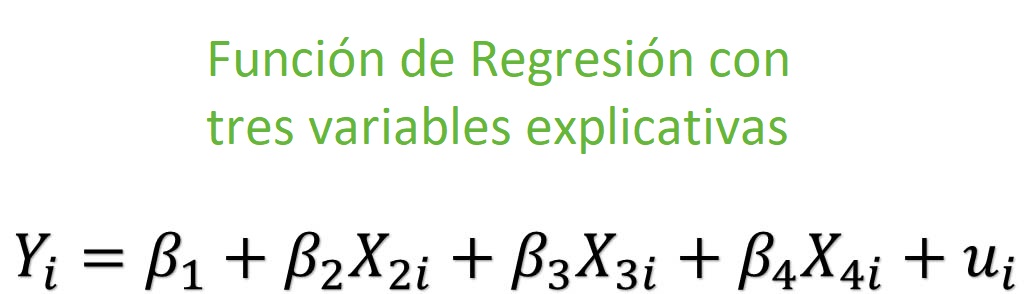 Función de Regresión con
tres variables explicativas
𝑌ᵢ = 𝛽₁ + 𝛽₂𝑋₂ᵢ + 𝛽₃𝑋₃ᵢ + 𝛽₄𝑋₄ᵢ + 𝑢ᵢ